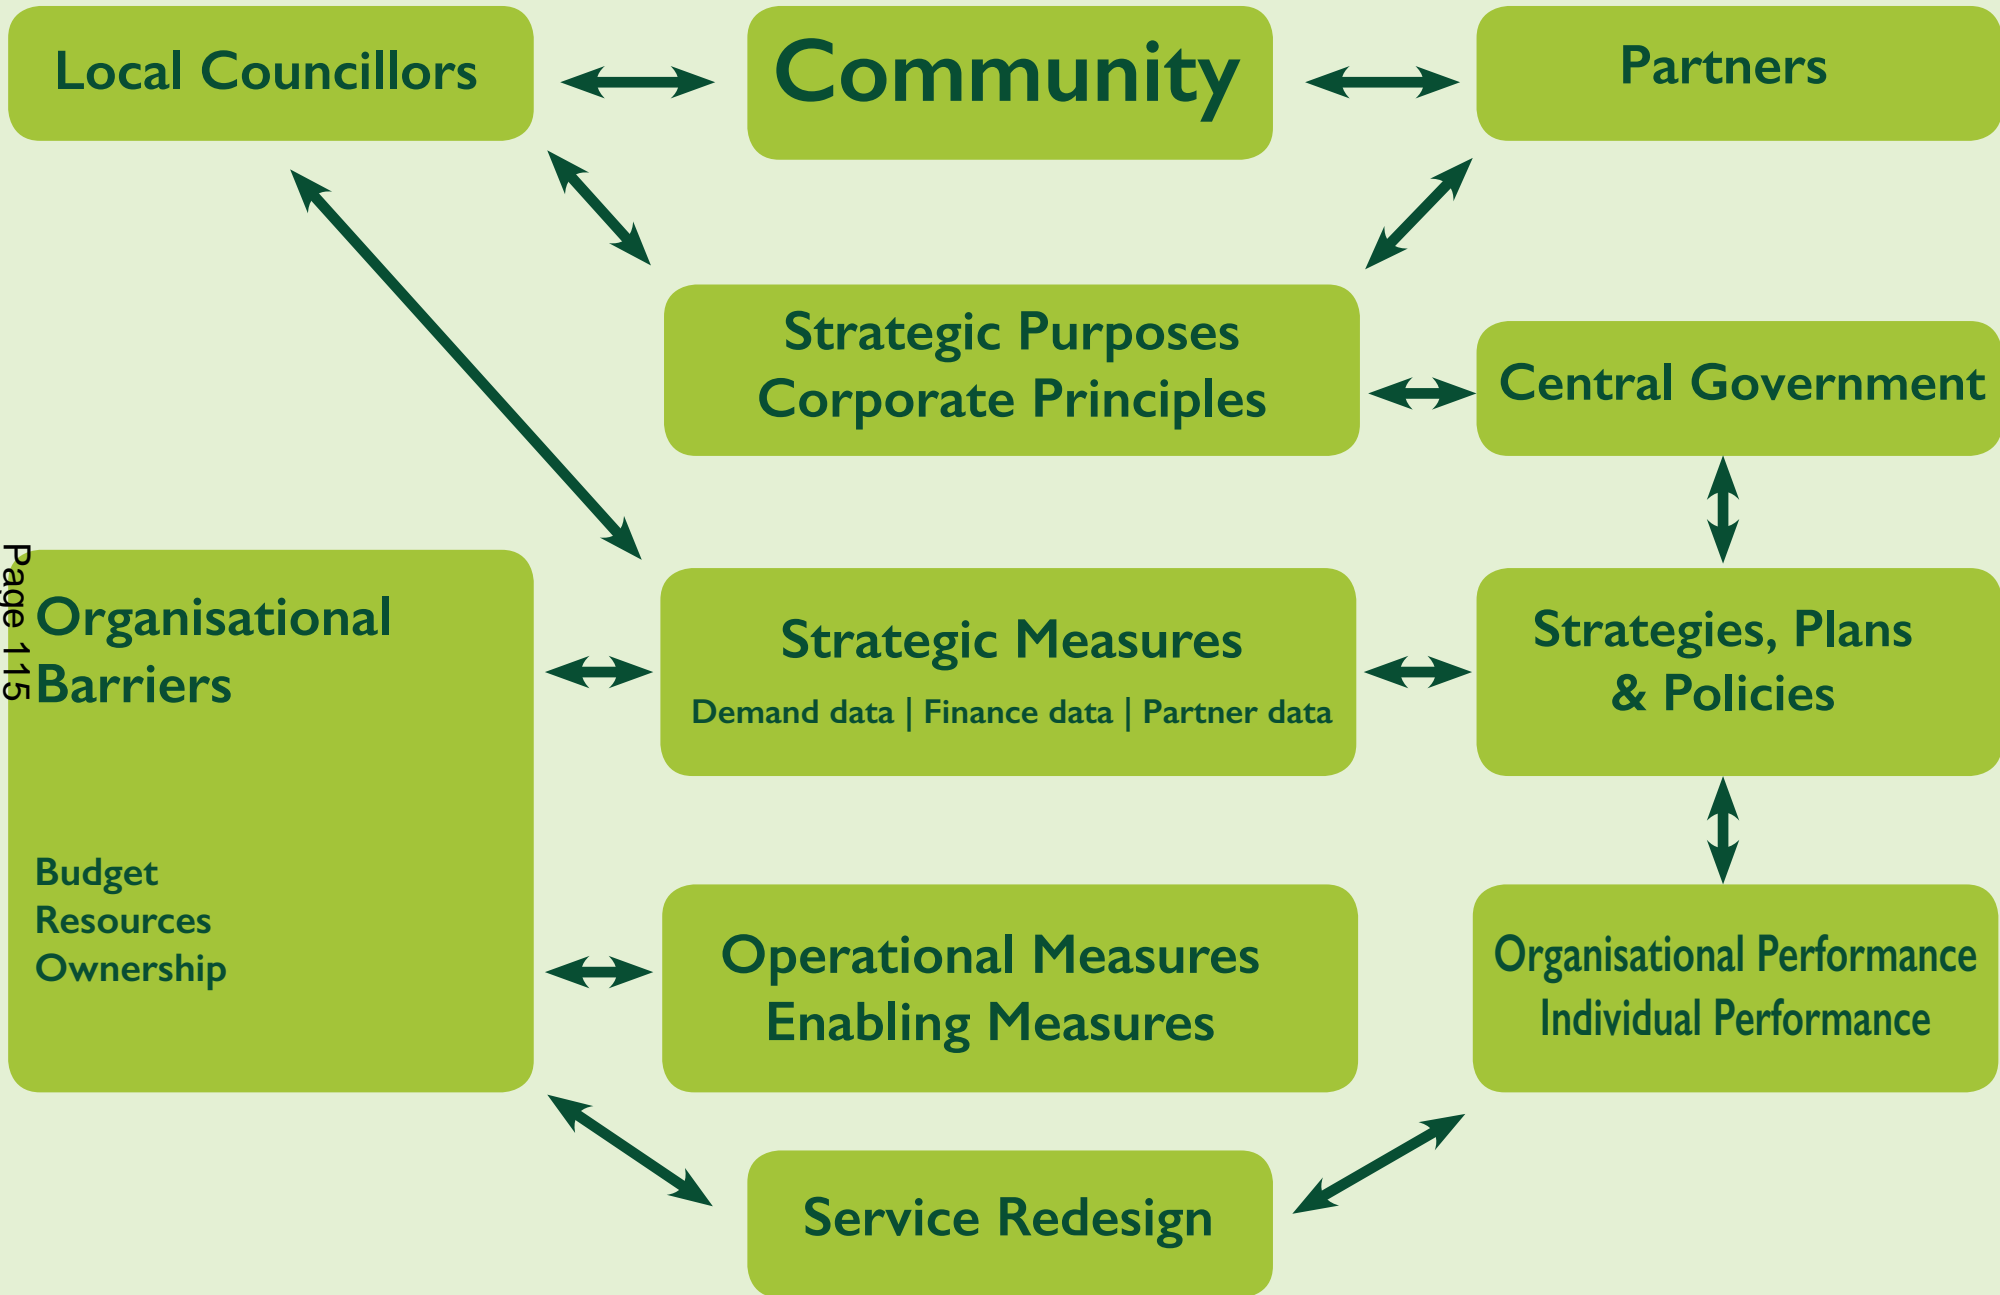 Local Councillors
Community
Partners
Strategic Purposes
Corporate Principles
Central Government
Organisational
Barriers
Budget
Resources
Ownership
Strategic Measures
Demand data | Finance data | Partner data
Strategies, Plans
& Policies
Operational Measures
Enabling Measures
Organisational Performance
Individual Performance
Service Redesign
Page 115